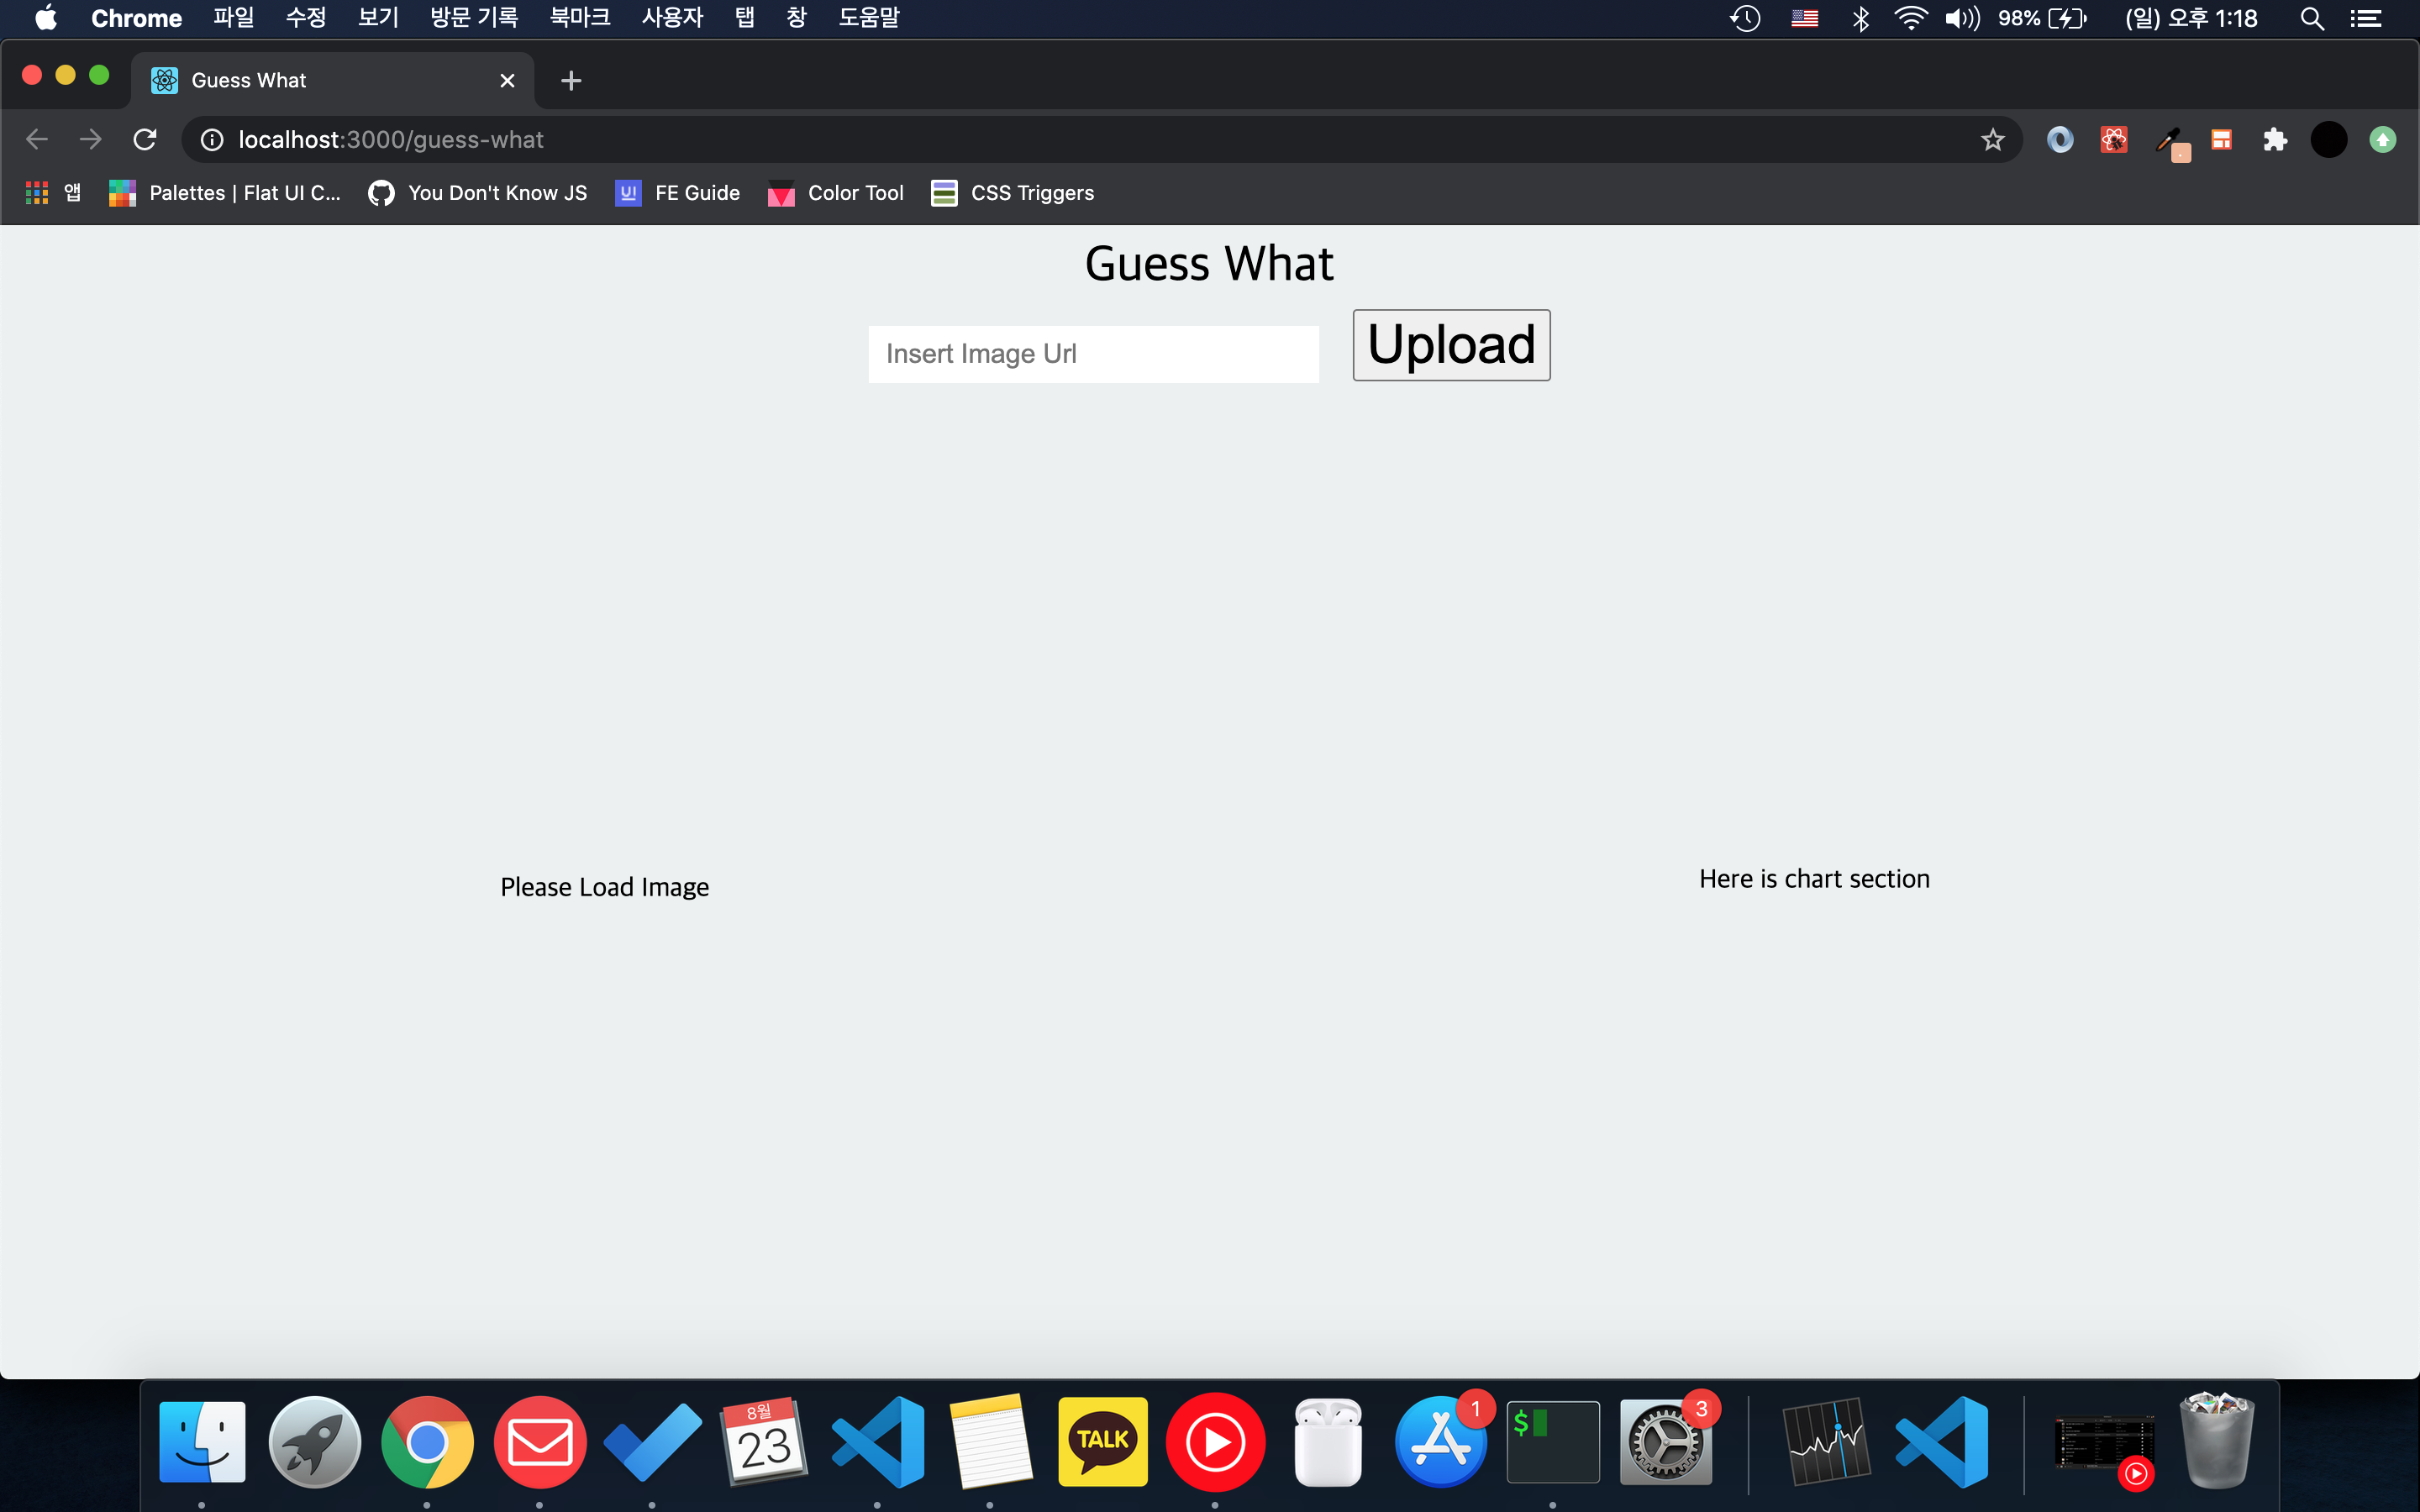 Chrome 파일 수정 보기 방문 기록 북마크 사용자 탭 창 도움말 98% (일) 오후 1:18
Guess What
localhost:3000/guess-what
앱 Palettes | Flat UI C... You Don't Know JS UI! FE Guide Color Tool CSS Triggers
Guess What
Insert Image Url Upload
Please Load Image
Here is chart section
8월
23
TALK
1
$
3